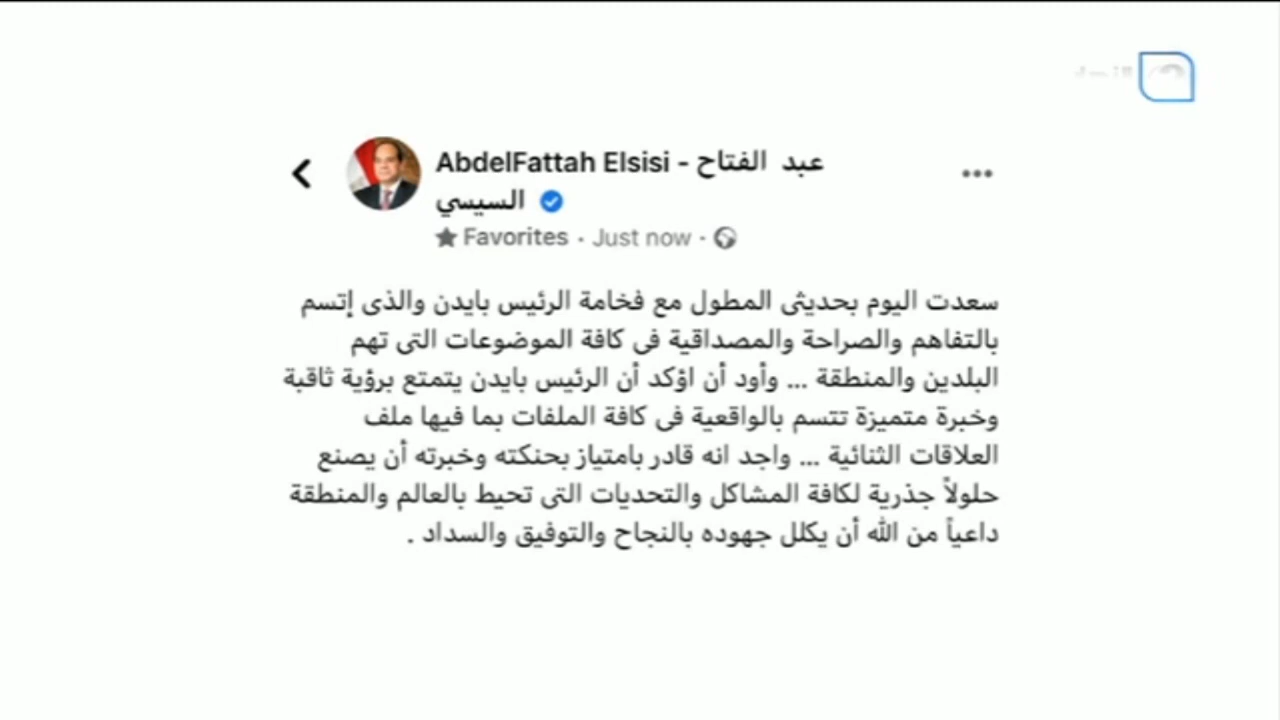 AbdelFattah Elsisi - عبد الفتاح
السيسي
Favorites · Just now ·
سعدت اليوم بحديثى المطول مع فخامة الرئيس بايدن والذى إتسم
بالتفاهم والصراحة والمصداقية فى كافة الموضوعات التى تهم
البلدين والمنطقة ... وأود أن اؤكد أن الرئيس بايدن يتمتع برؤية ثاقبة
وخبرة متميزة تتسم بالواقعية فى كافة الملفات بما فيها ملف
العلاقات الثنائية ... واجد انه قادر بامتياز بحنكته وخبرته أن يصنع
حلولاً جذرية لكافة المشاكل والتحديات التى تحيط بالعالم والمنطقة
داعياً من الله أن يكلل جهوده بالنجاح والتوفيق والسداد .